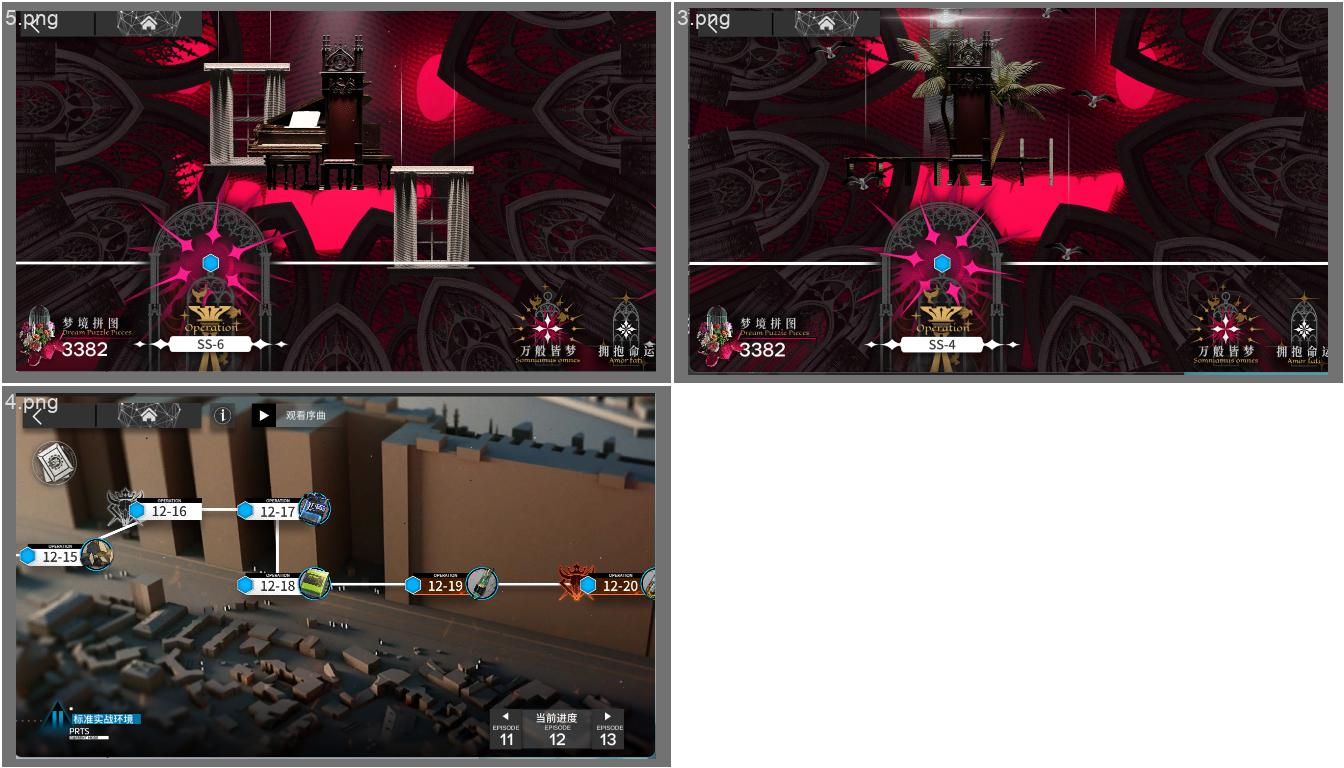 5.png
梦境拼图
Dream Puzzle Pieces
3382
Operation
SS-6
万般皆梦
Somniamus omnes
拥抱命运
Amor fati
3.png
梦境拼图
Dream Puzzle Pieces
3382
Operation
SS-4
万般皆梦
Somniamus omnes
拥抱命运
Amor fati
4.png
观看序曲
OPERATION
12-16
OPERATION
12-17
OPERATION
12-15
OPERATION
12-18
OPERATION
12-19
OPERATION
12-20
标准实战环境
PRTS
当前进度
EPISODE
11
EPISODE
12
EPISODE
13